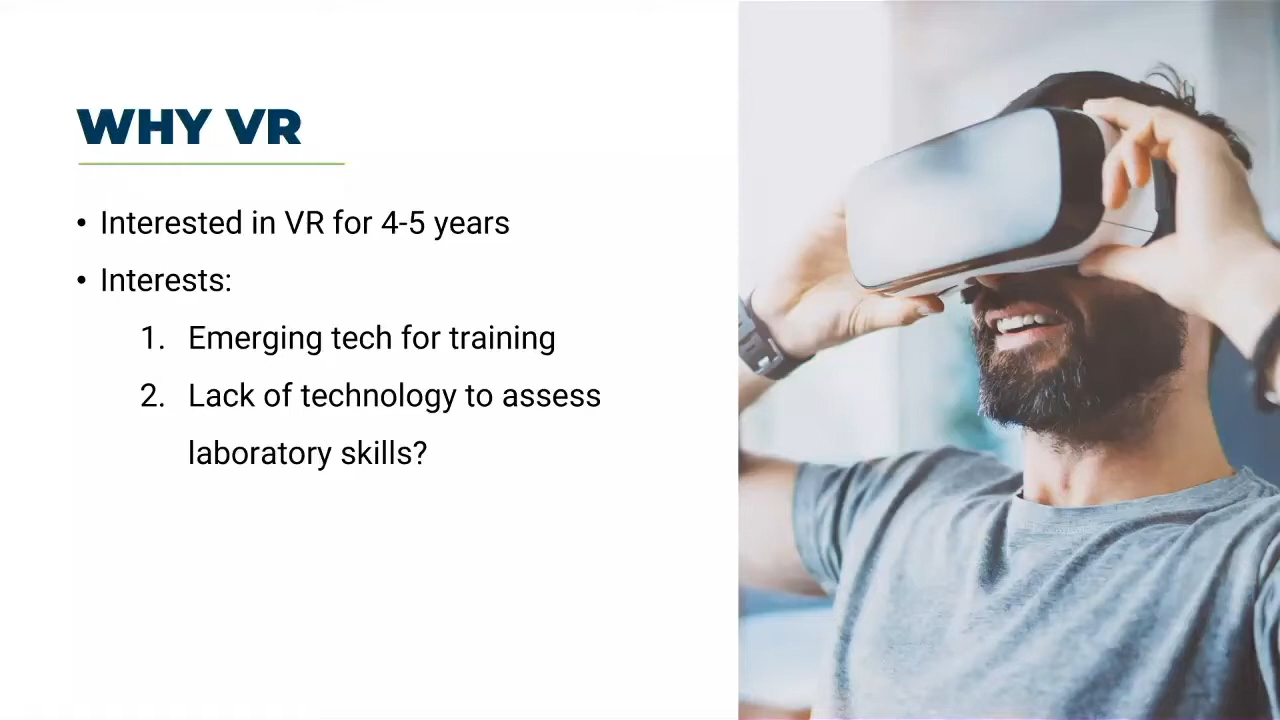 WHY VR
• Interested in VR for 4-5 years
• Interests:
1. Emerging tech for training
2. Lack of technology to assess
laboratory skills?